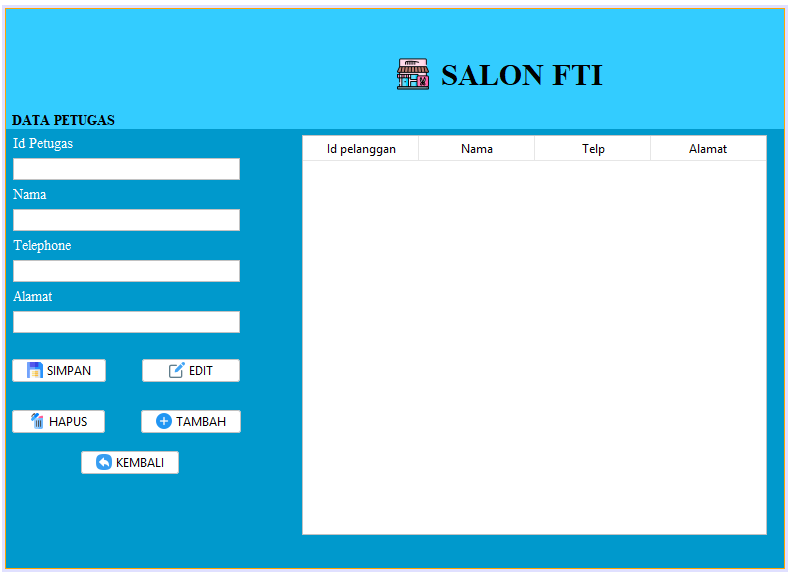 SALON FTI
DATA PETUGAS
Id Petugas
Nama
Telephone
Alamat
SIMPAN EDIT
HAPUS TAMBAH
KEMBALI
Id pelanggan Nama Telp Alamat